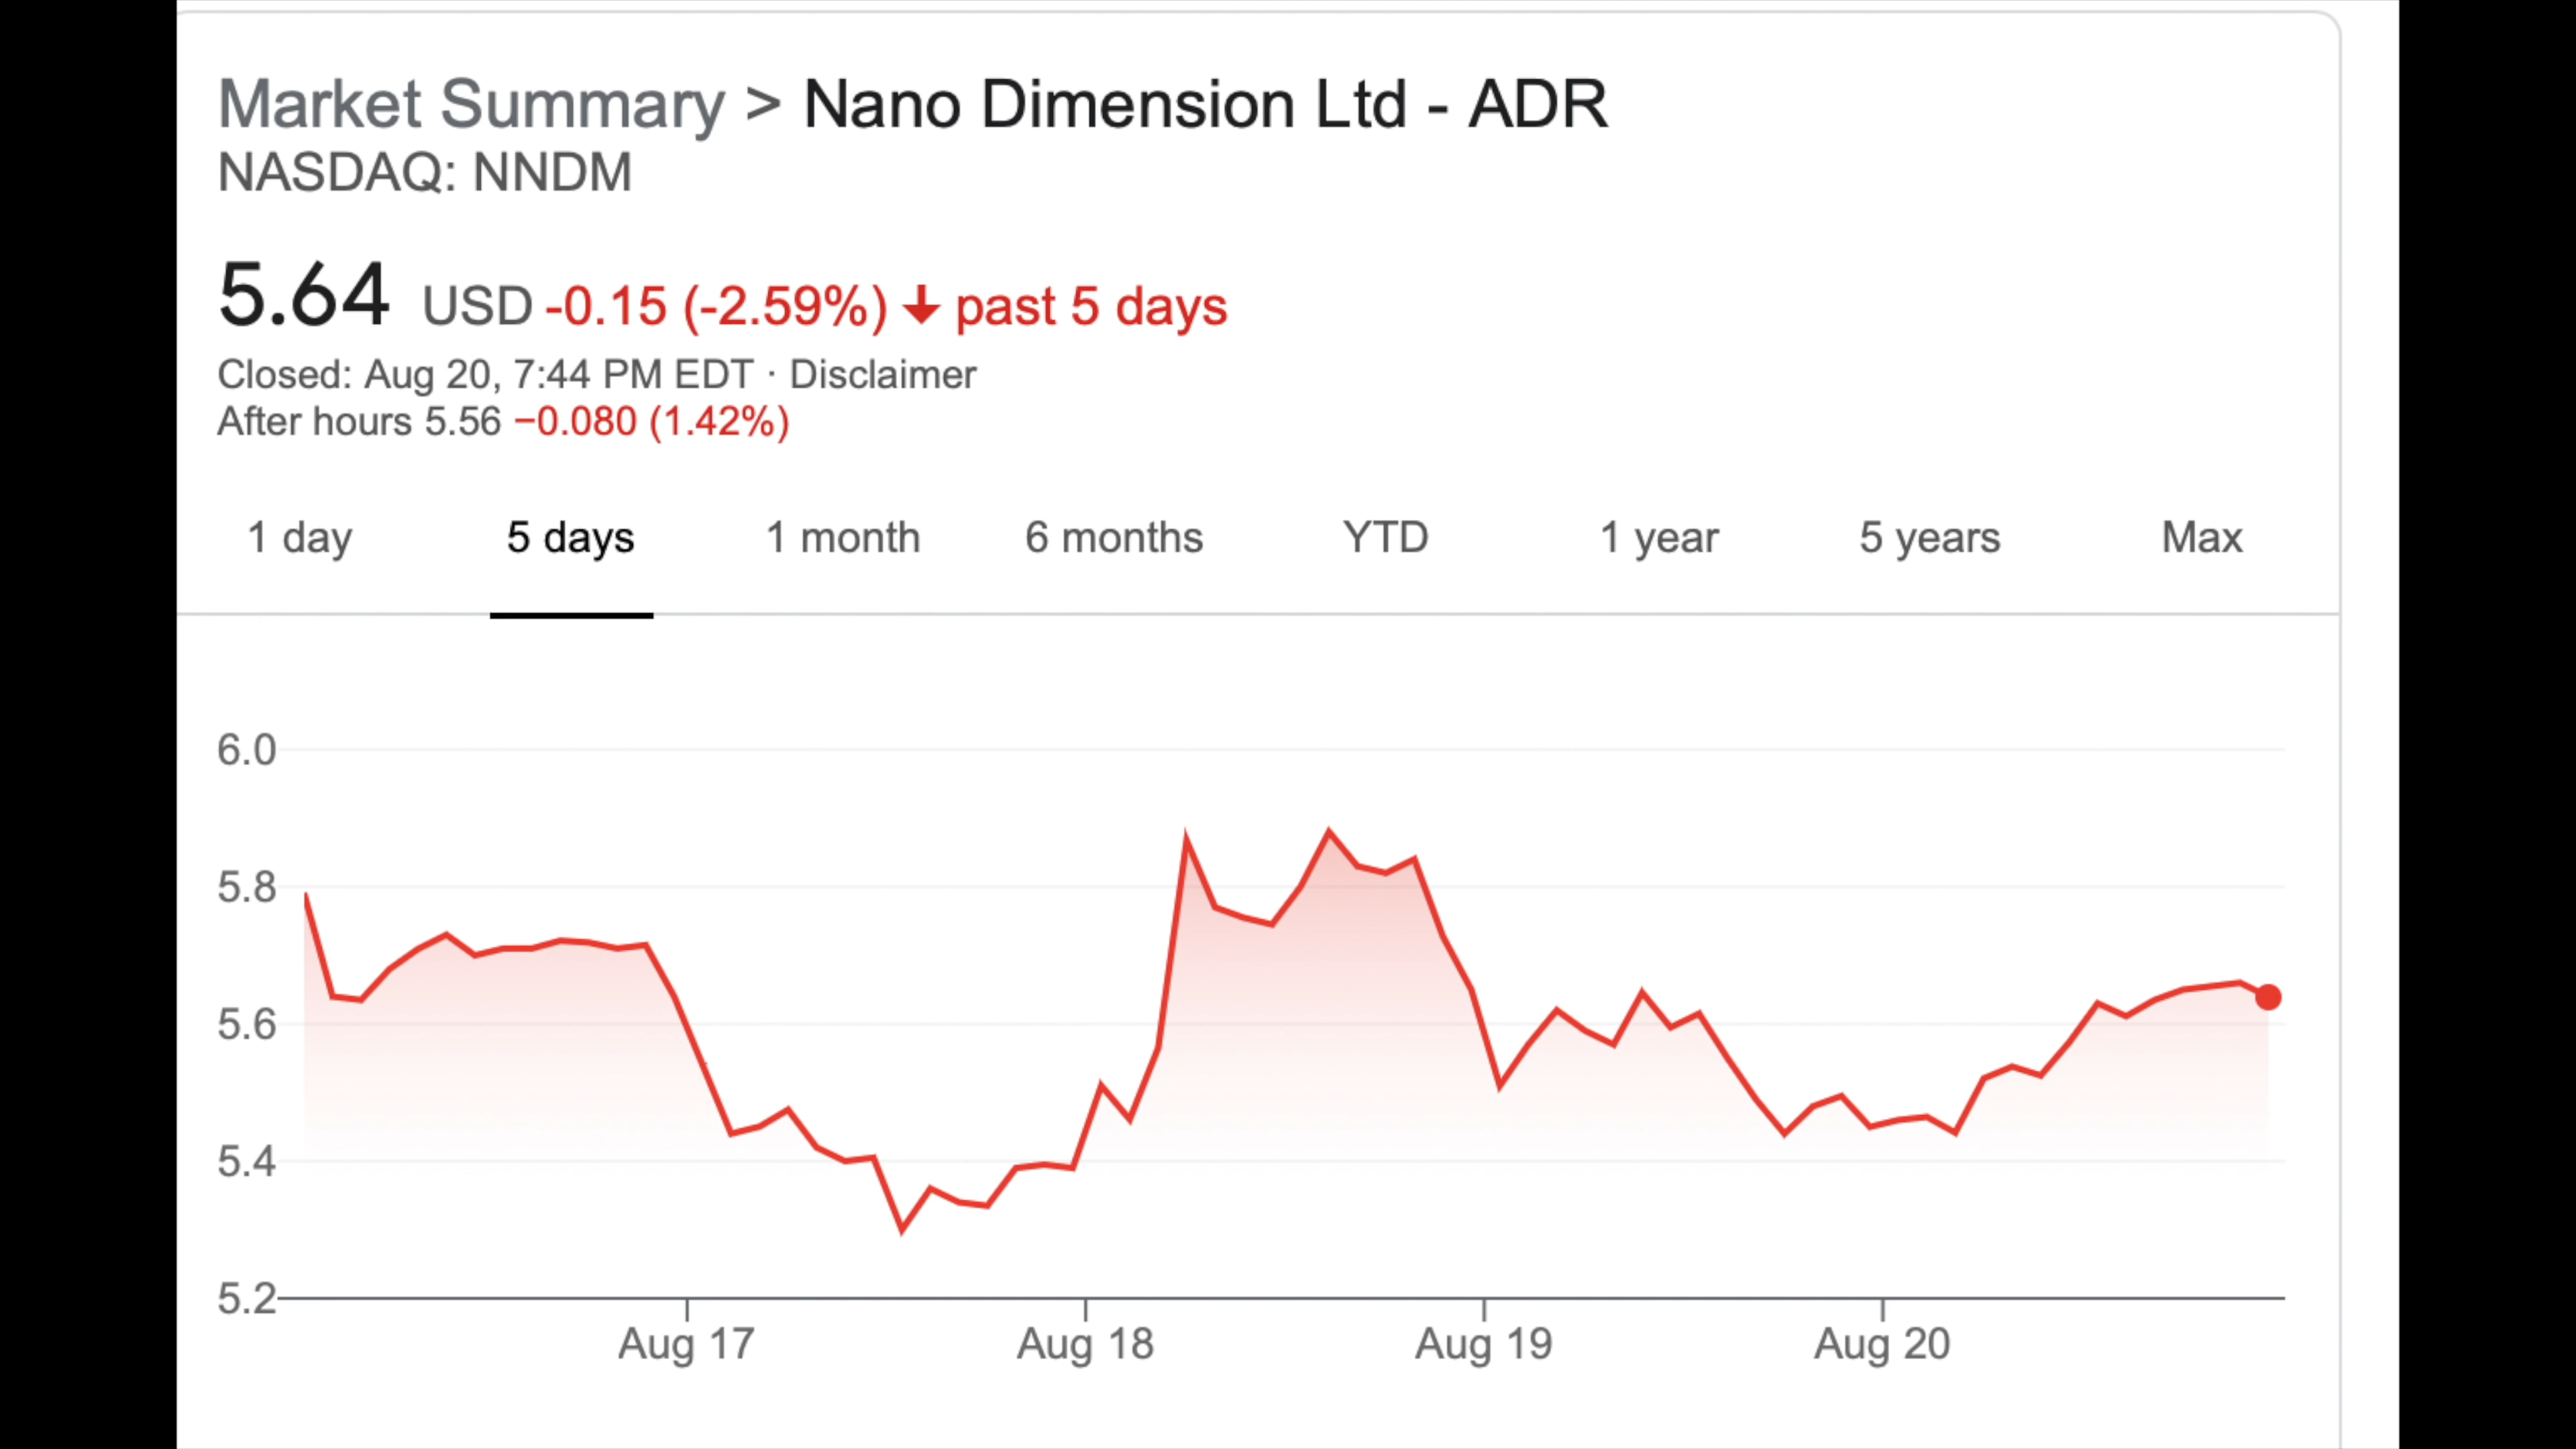 Market Summary > Nano Dimension Ltd - ADR
NASDAQ: NNDM
5.64 USD -0.15 (-2.59%) ↓ past 5 days
Closed: Aug 20, 7:44 PM EDT · Disclaimer
After hours 5.56 −0.080 (1.42%)
1 day 5 days 1 month 6 months YTD 1 year 5 years Max
6.0
5.8
5.6
5.4
5.2
Aug 17 Aug 18 Aug 19 Aug 20